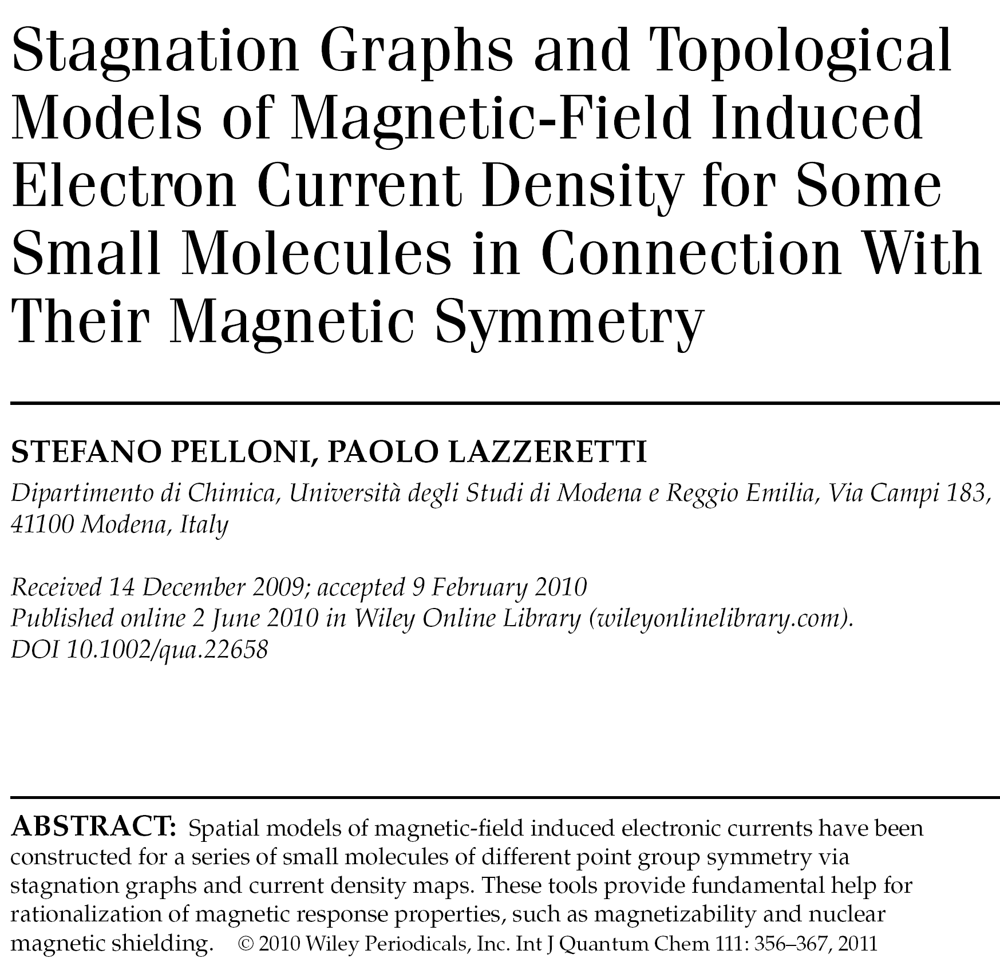 Stagnation Graphs and Topological
Models of Magnetic-Field Induced
Electron Current Density for Some
Small Molecules in Connection With
Their Magnetic Symmetry
STEFANO PELLONI, PAOLO LAZZERETTI
Dipartimento di Chimica, Università degli Studi di Modena e Reggio Emilia, Via Campi 183,
41100 Modena, Italy
Received 14 December 2009; accepted 9 February 2010
Published online 2 June 2010 in Wiley Online Library (wileyonlinelibrary.com).
DOI 10.1002/qua.22658
ABSTRACT: Spatial models of magnetic-field induced electronic currents have been
constructed for a series of small molecules of different point group symmetry via
stagnation graphs and current density maps. These tools provide fundamental help for
rationalization of magnetic response properties, such as magnetizability and nuclear
magnetic shielding. © 2010 Wiley Periodicals, Inc. Int J Quantum Chem 111: 356–367, 2011